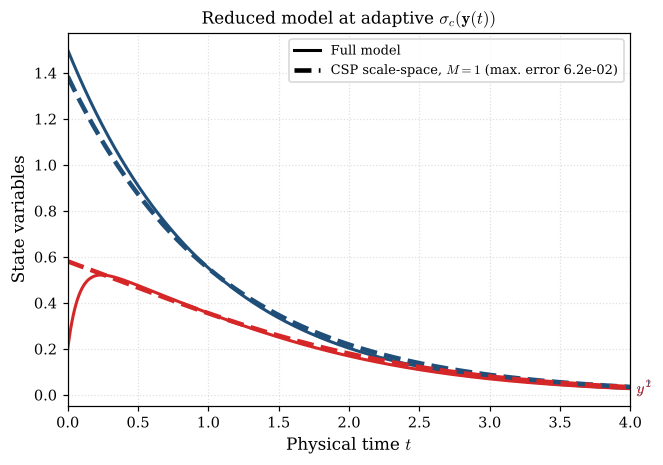 Reduced model at adaptive σ_c(y(t))
Full model
CSP scale-space, M = 1 (max. error 6.2e-02)
State variables
1.4
1.2
1.0
0.8
0.6
0.4
0.2
0.0
y²
0.0 0.5 1.0 1.5 2.0 2.5 3.0 3.5 4.0
Physical time t